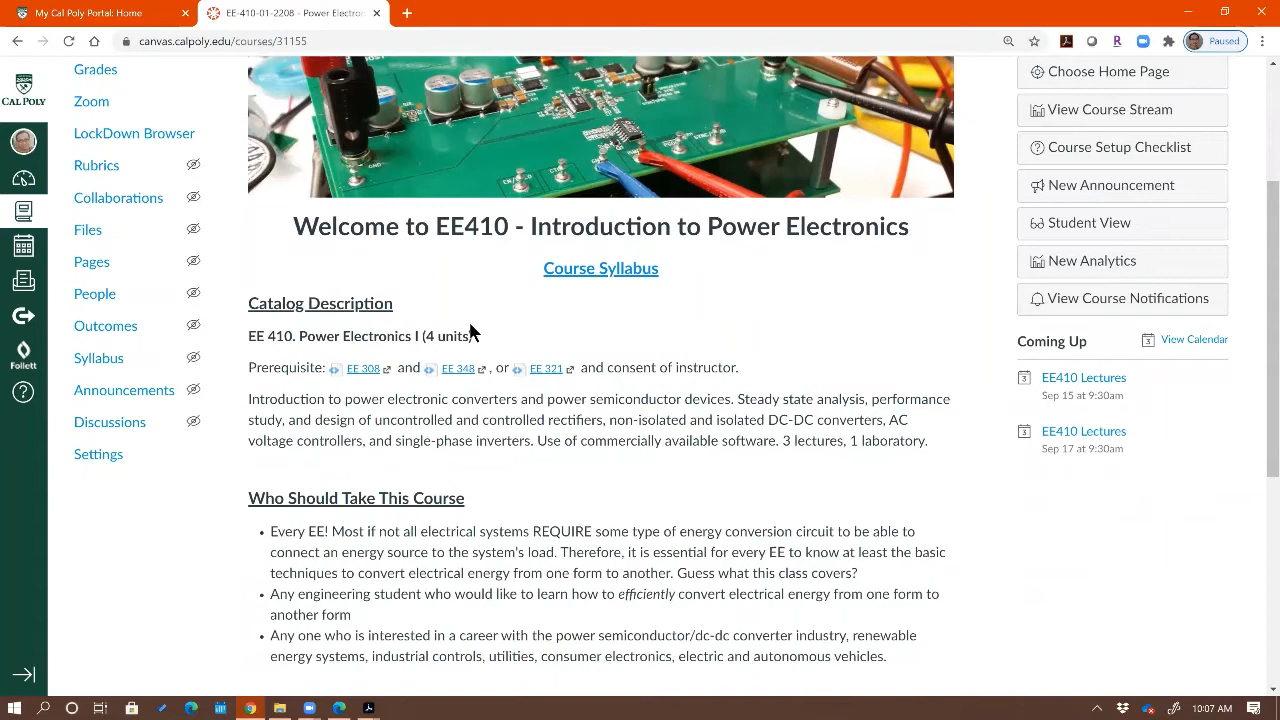 My Cal Poly Portal: Home
EE-410-01-2208 - Power Electron
canvas.calpoly.edu/courses/31155
Paused
CAL POLY
Follett
Grades
Zoom
LockDown Browser
Rubrics
Collaborations
Files
Pages
People
Outcomes
Syllabus
Announcements
Discussions
Settings
Welcome to EE410 - Introduction to Power Electronics
Course Syllabus
Catalog Description
EE 410. Power Electronics I (4 units)
Prerequisite: EE 308 and EE 348 , or EE 321 and consent of instructor.
Introduction to power electronic converters and power semiconductor devices. Steady state analysis, performance
study, and design of uncontrolled and controlled rectifiers, non-isolated and isolated DC-DC converters, AC
voltage controllers, and single-phase inverters. Use of commercially available software. 3 lectures, 1 laboratory.
Who Should Take This Course
• Every EE! Most if not all electrical systems REQUIRE some type of energy conversion circuit to be able to
connect an energy source to the system's load. Therefore, it is essential for every EE to know at least the basic
techniques to convert electrical energy from one form to another. Guess what this class covers?
• Any engineering student who would like to learn how to efficiently convert electrical energy from one form to
another form
• Any one who is interested in a career with the power semiconductor/dc-dc converter industry, renewable
energy systems, industrial controls, utilities, consumer electronics, electric and autonomous vehicles.
Choose Home Page
View Course Stream
Course Setup Checklist
New Announcement
Student View
New Analytics
View Course Notifications
Coming Up
View Calendar
EE410 Lectures
Sep 15 at 9:30am
EE410 Lectures
Sep 17 at 9:30am
10:07 AM